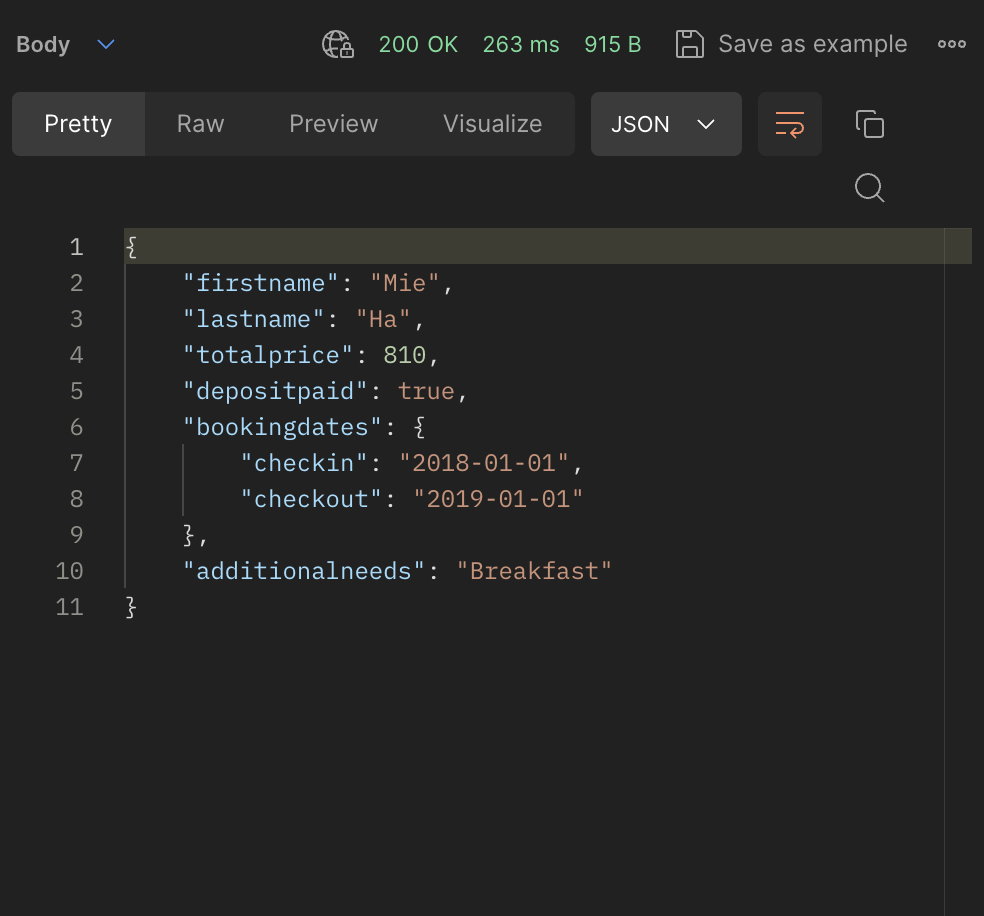 Body 200 OK 263 ms 915 B Save as example
Pretty Raw Preview Visualize JSON
1 {
2 "firstname": "Mie",
3 "lastname": "Ha",
4 "totalprice": 810,
5 "depositpaid": true,
6 "bookingdates": {
7 "checkin": "2018-01-01",
8 "checkout": "2019-01-01"
9 },
10 "additionalneeds": "Breakfast"
11 }